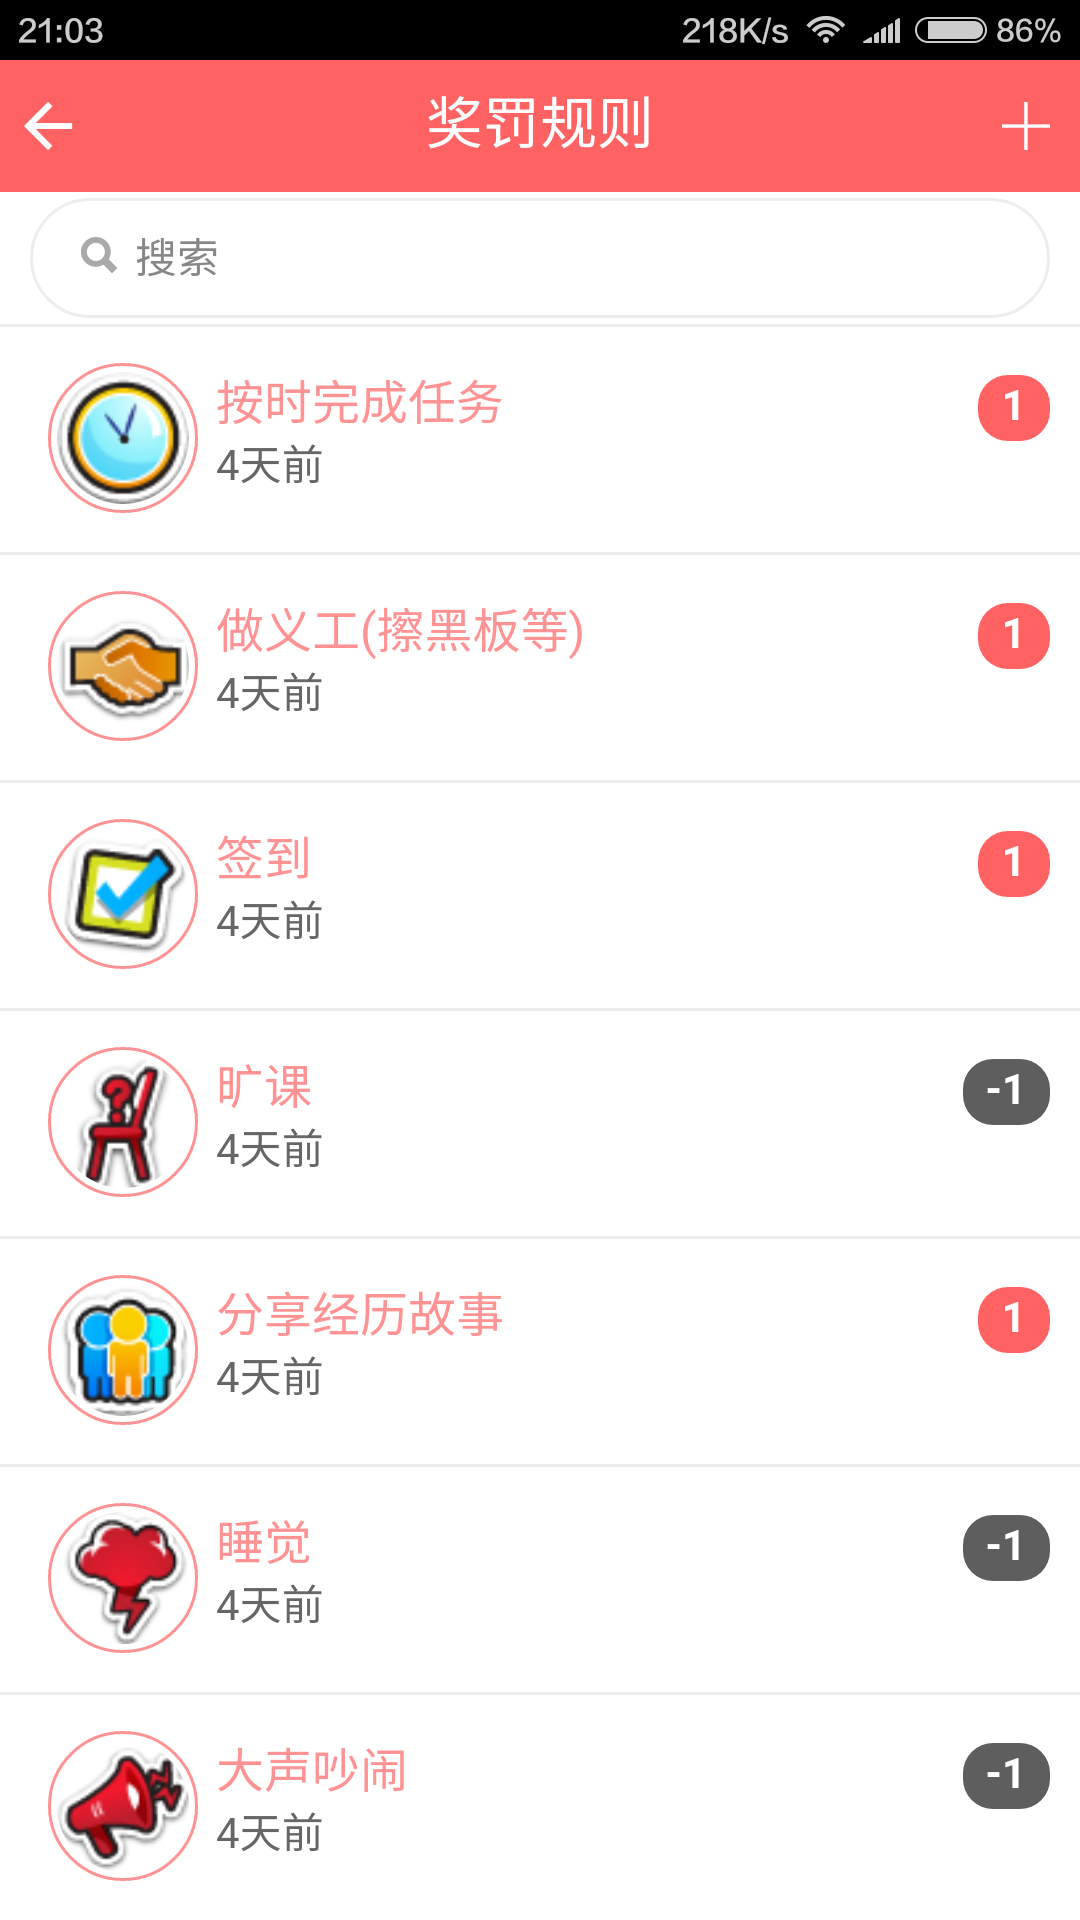 21:03 218K/s 86%
奖罚规则
搜索
按时完成任务 1
4天前
做义工(擦黑板等) 1
4天前
签到 1
4天前
旷课 -1
4天前
分享经历故事 1
4天前
睡觉 -1
4天前
大声吵闹 -1
4天前